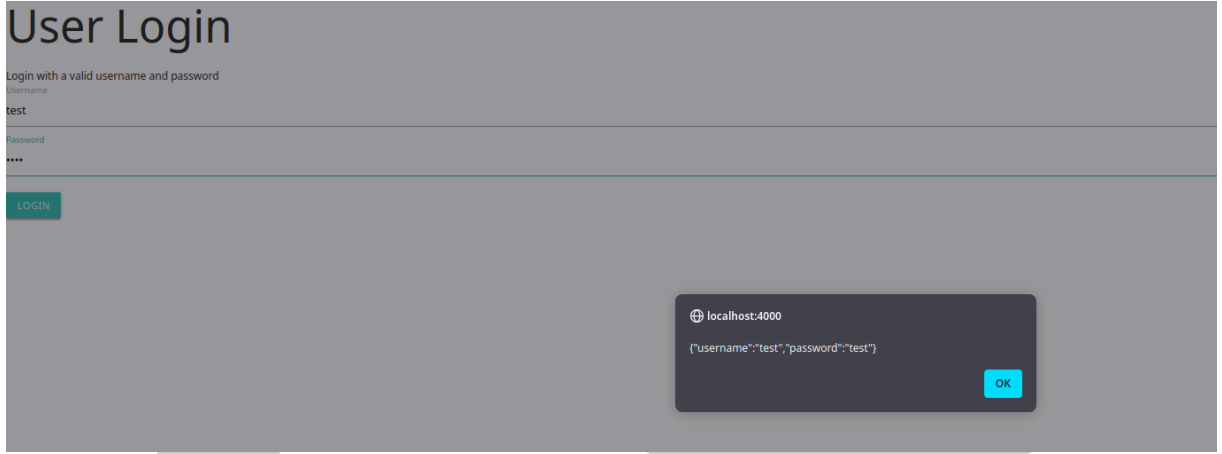 User Login
Login with a valid username and password
Username
test
Password
••••
LOGIN
localhost:4000
{"username":"test","password":"test"}
OK